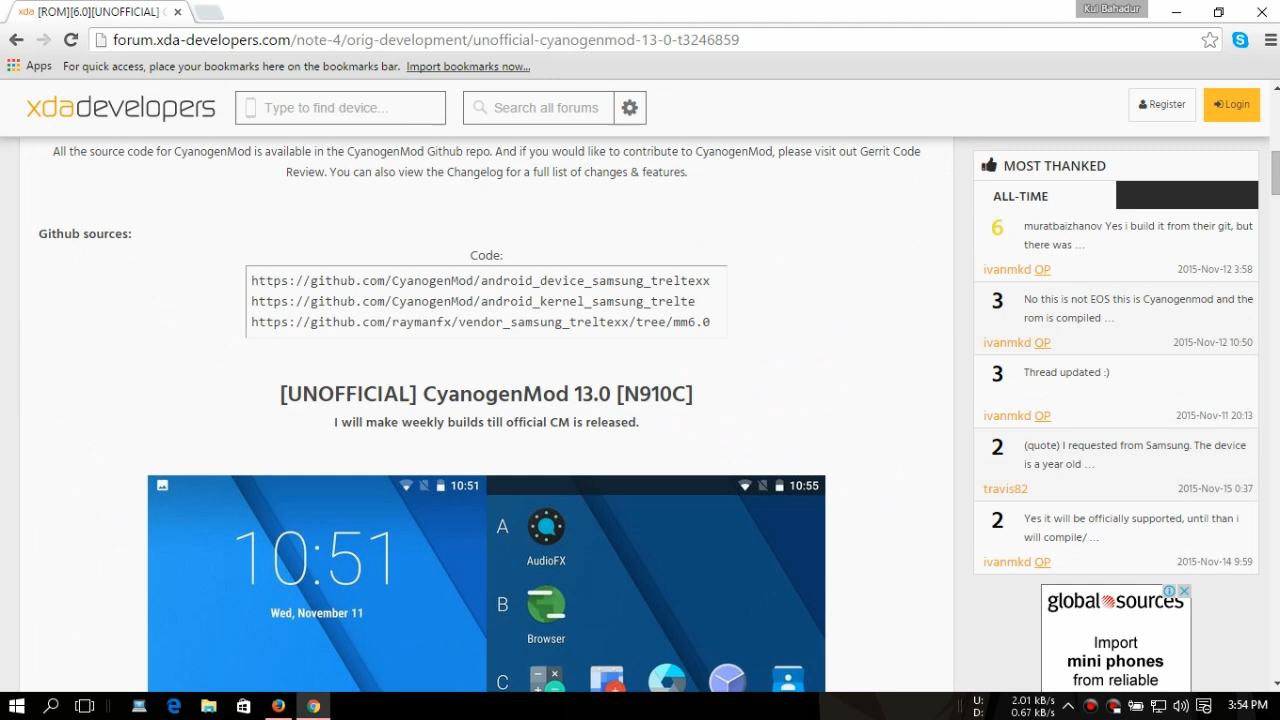 xda [ROM][6.0][UNOFFICIAL] C
Kul Bahadur
forum.xda-developers.com/note-4/orig-development/unofficial-cyanogenmod-13-0-t3246859
Apps For quick access, place your bookmarks here on the bookmarks bar. Import bookmarks now...
xdadevelopers
Type to find device...
Search all forums
Register
Login
All the source code for CyanogenMod is available in the CyanogenMod Github repo. And if you would like to contribute to CyanogenMod, please visit out Gerrit Code
Review. You can also view the Changelog for a full list of changes & features.
Github sources:
Code:
https://github.com/CyanogenMod/android_device_samsung_treltexx
https://github.com/CyanogenMod/android_kernel_samsung_trelte
https://github.com/raymanfx/vendor_samsung_treltexx/tree/mm6.0
[UNOFFICIAL] CyanogenMod 13.0 [N910C]
I will make weekly builds till official CM is released.
10:51
10:51
Wed, November 11
10:55
A
AudioFX
B
Browser
C
MOST THANKED
ALL-TIME
6
muratbaizhanov Yes i build it from their git, but
there was ...
ivanmkd OP 2015-Nov-12 3:58
3
No this is not EOS this is Cyanogenmod and the
rom is compiled ...
ivanmkd OP 2015-Nov-12 10:50
3
Thread updated :)
ivanmkd OP 2015-Nov-11 20:13
2
(quote) I requested from Samsung. The device
is a year old ...
travis82 2015-Nov-15 0:37
2
Yes it will be officially supported, until than i
will compile/ ...
ivanmkd OP 2015-Nov-14 9:59
global sources
Import
mini phones
from reliable
U: 2.01 kB/s
D: 0.67 kB/s
3:54 PM